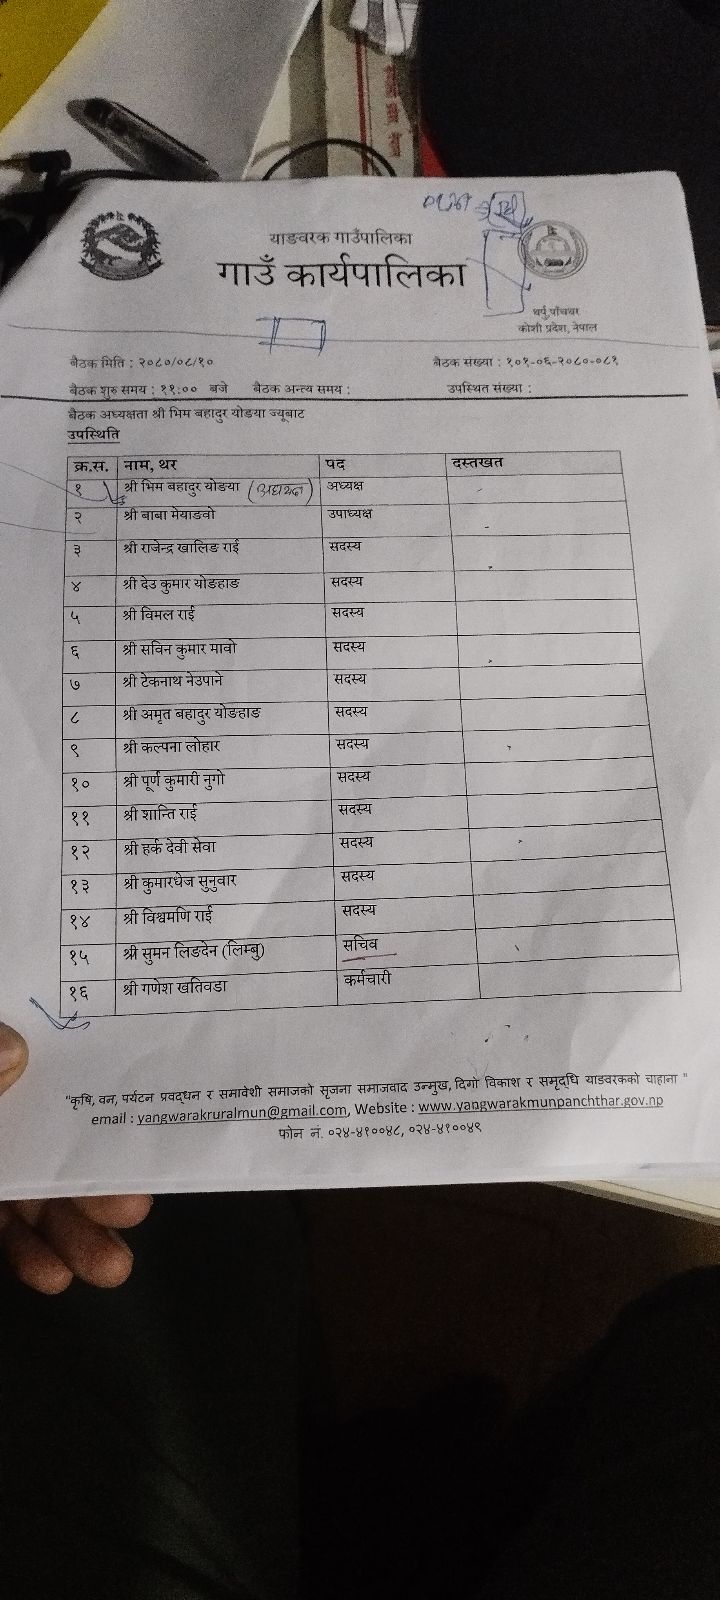 याङवरक गाउँपालिका
गाउँ कार्यपालिका
थर्पु,पाँचथर
कोशी प्रदेश, नेपाल
बैठक मिति : २०८०/०८/१० बैठक संख्या : १०१-०६-२०८०-०८१
बैठक शुरु समय : ११:०० बजे बैठक अन्त्य समय : उपस्थित संख्या :
बैठक अध्यक्षता श्री भिम बहादुर योङया ज्यूबाट
उपस्थिति
क्र.स. नाम, थर पद दस्तखत
१ श्री भिम बहादुर योङया अध्यक्ष
२ श्री बाबा मेयाङवो उपाध्यक्ष
३ श्री राजेन्द्र खालिङ राई सदस्य
४ श्री देउ कुमार योङहाङ सदस्य
५ श्री विमल राई सदस्य
६ श्री सविन कुमार मावो सदस्य
७ श्री टेकनाथ नेउपाने सदस्य
८ श्री अमृत बहादुर योङहाङ सदस्य
९ श्री कल्पना लोहार सदस्य
१० श्री पूर्ण कुमारी नुगो सदस्य
११ श्री शान्ति राई सदस्य
१२ श्री हर्क देवी सेवा सदस्य
१३ श्री कुमारधेज सुनुवार सदस्य
१४ श्री विश्वमणि राई सदस्य
१५ श्री सुमन लिङदेन (लिम्बु) सचिव
१६ श्री गणेश खतिवडा कर्मचारी
"कृषि, वन, पर्यटन प्रवद्धन र समावेशी समाजको सृजना समाजवाद उन्मुख, दिगो विकाश र समृद्धि याङवरकको चाहाना "
email : yangwarakruralmun@gmail.com, Website : www.yangwarakmunpanchthar.gov.np
फोन नं. ०२४-४१००४८, ०२४-४१००४९